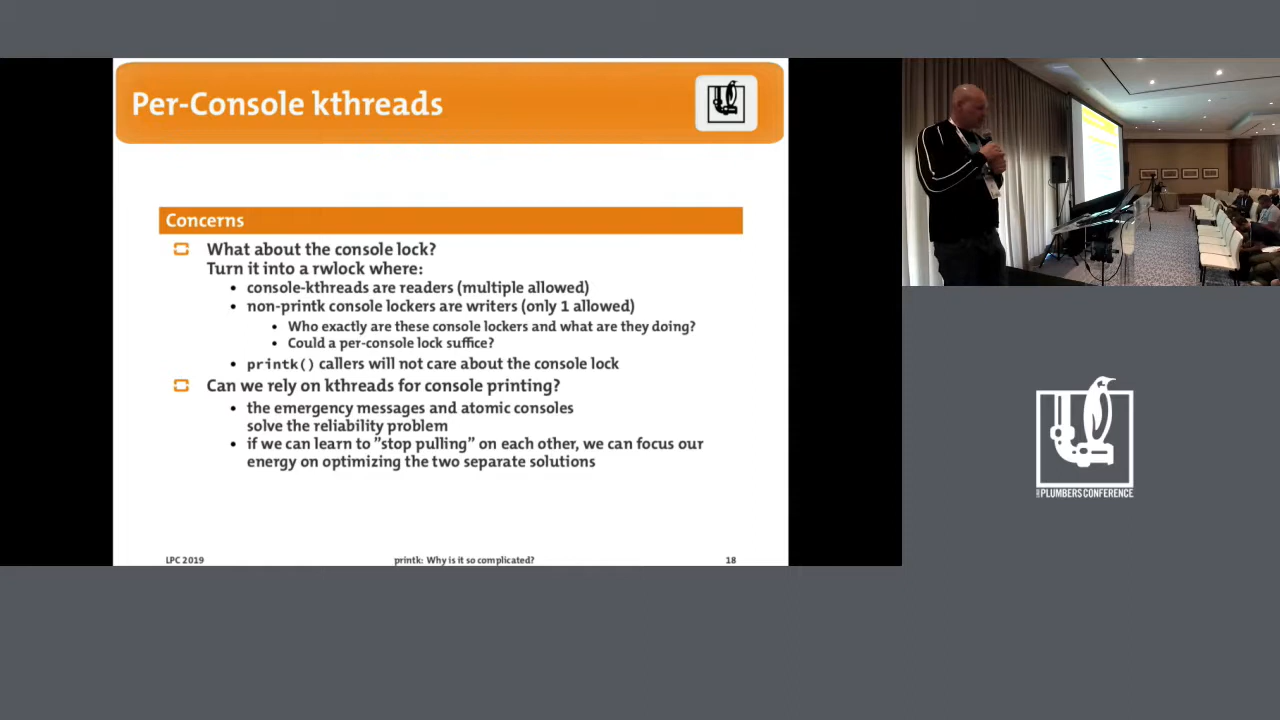 Per-Console kthreads
Concerns
What about the console lock?
Turn it into a rwlock where:
• console-kthreads are readers (multiple allowed)
• non-printk console lockers are writers (only 1 allowed)
• Who exactly are these console lockers and what are they doing?
• Could a per-console lock suffice?
• printk() callers will not care about the console lock
Can we rely on kthreads for console printing?
• the emergency messages and atomic consoles
solve the reliability problem
• if we can learn to ”stop pulling” on each other, we can focus our
energy on optimizing the two separate solutions
LPC 2019
printk: Why is it so complicated?
18
PLUMBERS CONFERENCE